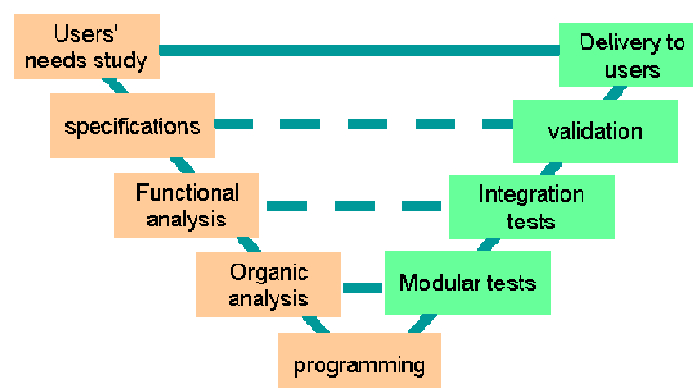 Users'
needs study
Delivery to
users
specifications
validation
Functional
analysis
Integration
tests
Organic
analysis
Modular tests
programming